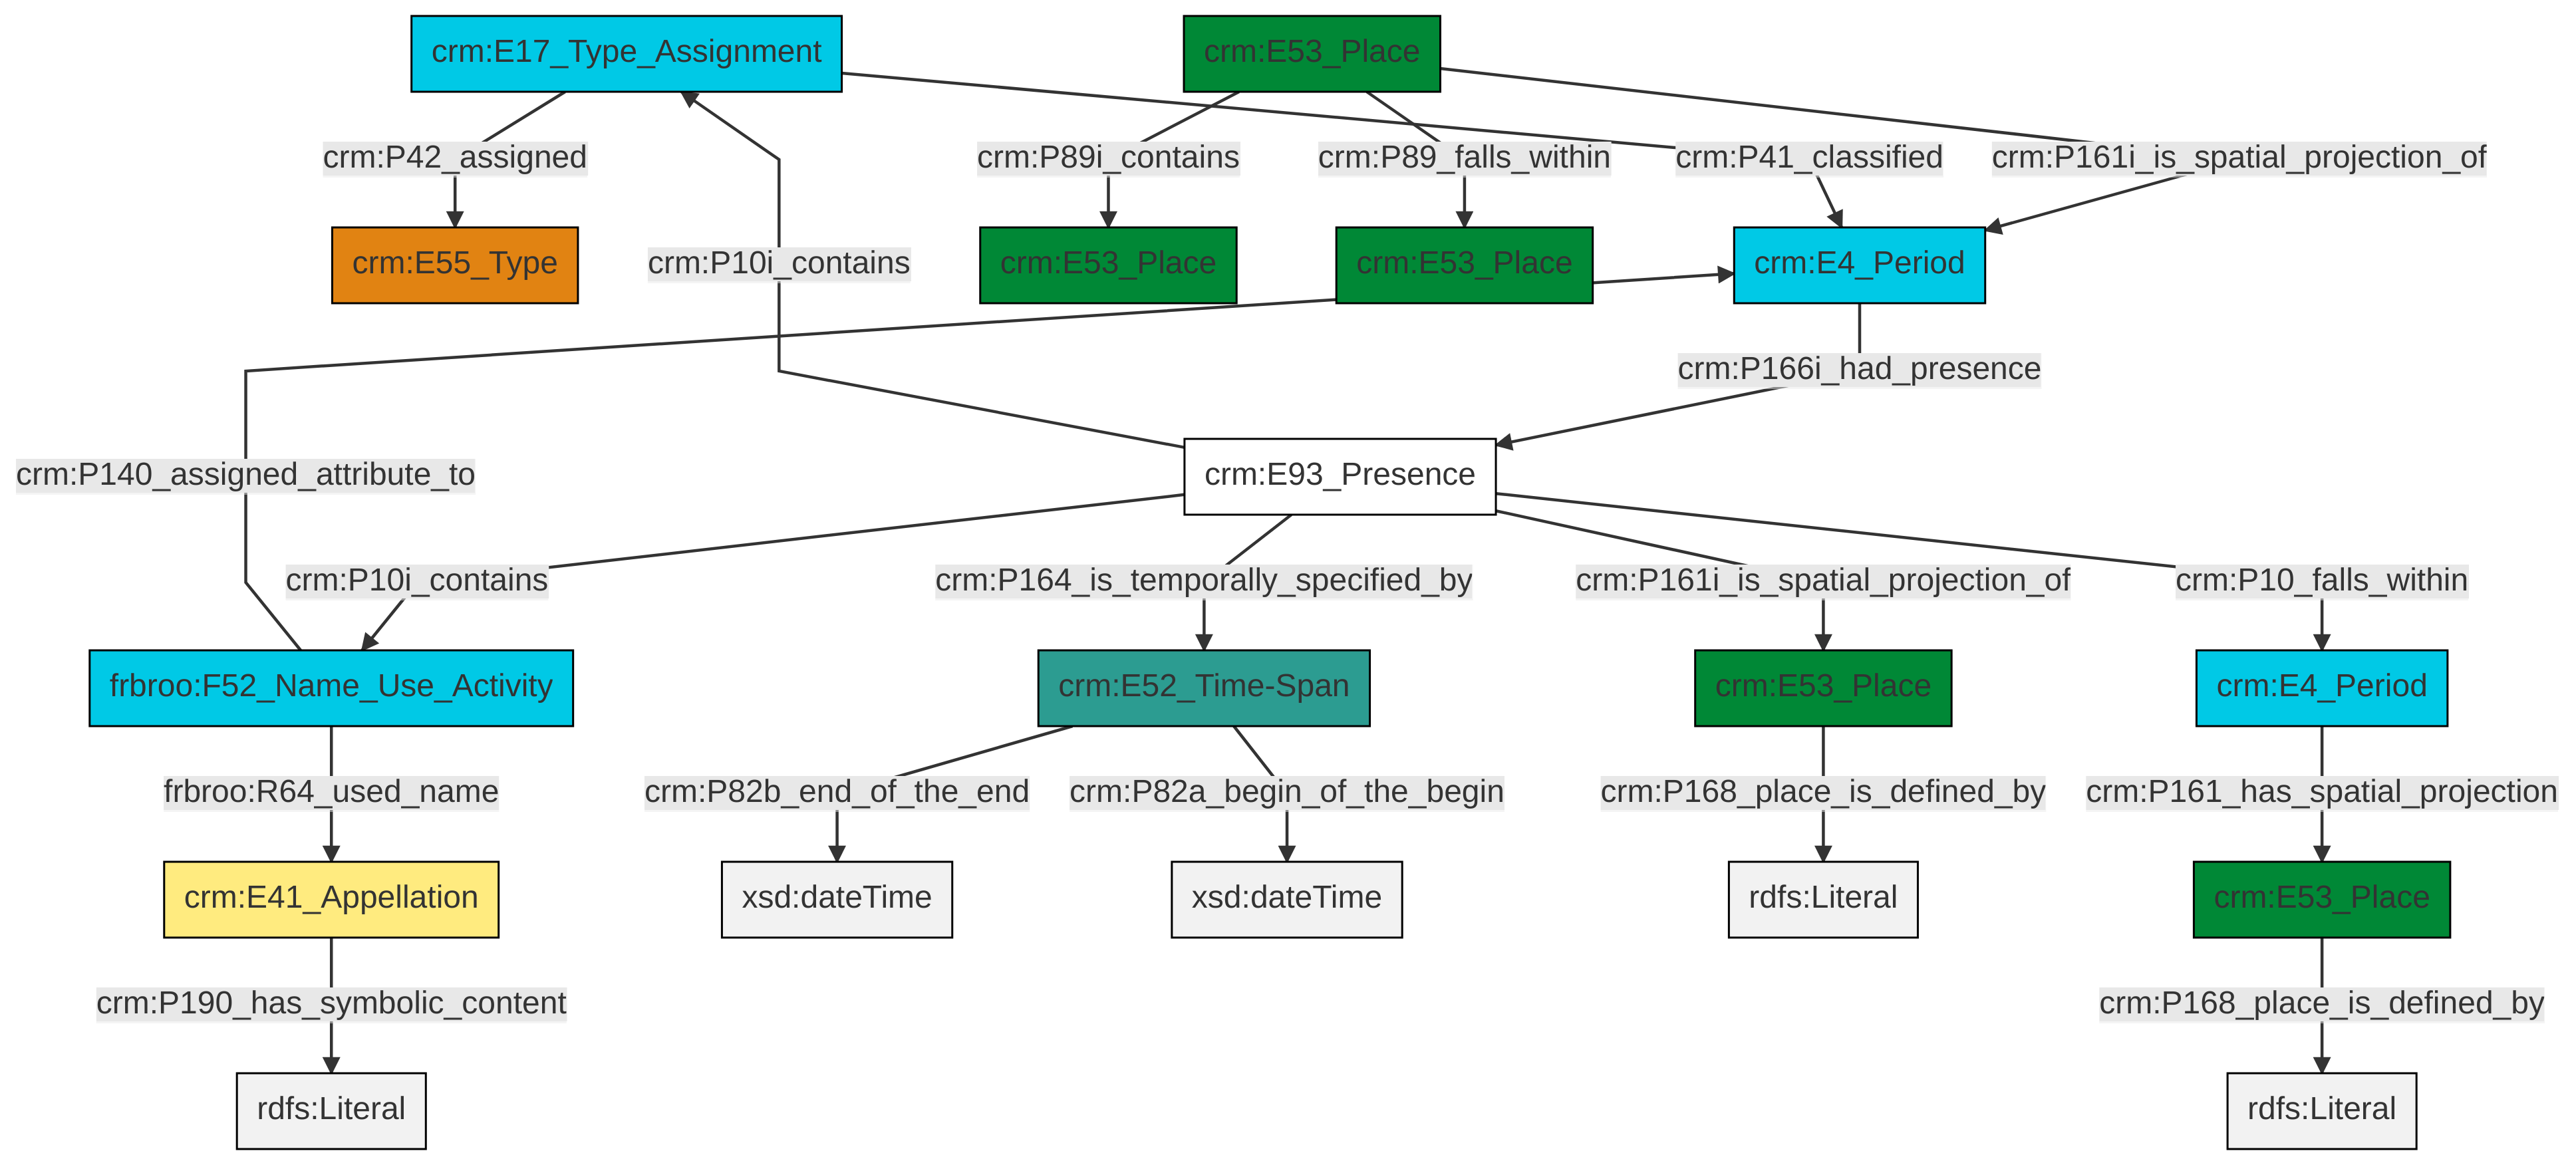 crm:E17_Type_Assignment
crm:E53_Place
crm:P42_assigned
crm:P89i_contains
crm:P89_falls_within
crm:P41_classified
crm:P161i_is_spatial_projection_of
crm:E55_Type
crm:P10i_contains
crm:E53_Place
crm:E53_Place
crm:E4_Period
crm:P166i_had_presence
crm:P140_assigned_attribute_to
crm:E93_Presence
crm:P10i_contains
crm:P164_is_temporally_specified_by
crm:P161i_is_spatial_projection_of
crm:P10_falls_within
frbroo:F52_Name_Use_Activity
crm:E52_Time-Span
crm:E53_Place
crm:E4_Period
frbroo:R64_used_name
crm:P82b_end_of_the_end
crm:P82a_begin_of_the_begin
crm:P168_place_is_defined_by
crm:P161_has_spatial_projection
crm:E41_Appellation
xsd:dateTime
xsd:dateTime
rdfs:Literal
crm:E53_Place
crm:P190_has_symbolic_content
crm:P168_place_is_defined_by
rdfs:Literal
rdfs:Literal